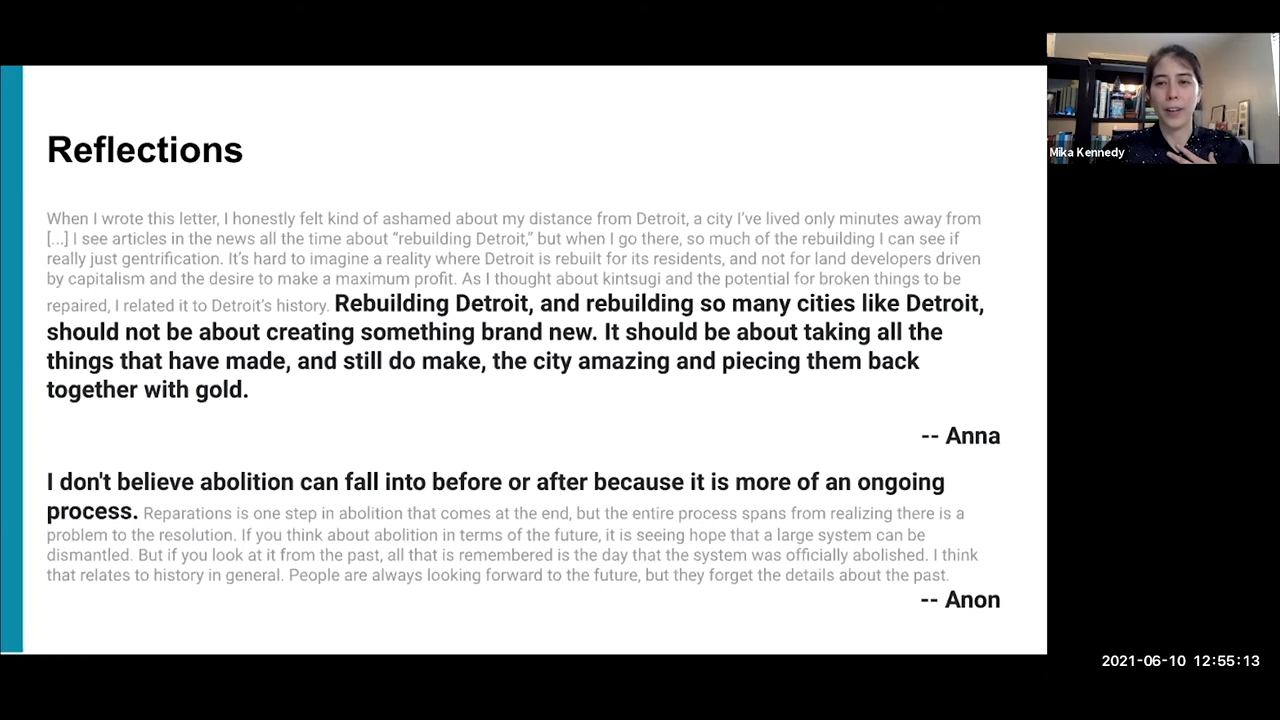 Reflections
When I wrote this letter, I honestly felt kind of ashamed about my distance from Detroit, a city I’ve lived only minutes away from
[...] I see articles in the news all the time about “rebuilding Detroit,” but when I go there, so much of the rebuilding I can see if
really just gentrification. It’s hard to imagine a reality where Detroit is rebuilt for its residents, and not for land developers driven
by capitalism and the desire to make a maximum profit. As I thought about kintsugi and the potential for broken things to be
repaired, I related it to Detroit’s history. Rebuilding Detroit, and rebuilding so many cities like Detroit,
should not be about creating something brand new. It should be about taking all the
things that have made, and still do make, the city amazing and piecing them back
together with gold.
-- Anna
I don't believe abolition can fall into before or after because it is more of an ongoing
process. Reparations is one step in abolition that comes at the end, but the entire process spans from realizing there is a
problem to the resolution. If you think about abolition in terms of the future, it is seeing hope that a large system can be
dismantled. But if you look at it from the past, all that is remembered is the day that the system was officially abolished. I think
that relates to history in general. People are always looking forward to the future, but they forget the details about the past.
-- Anon
Mika Kennedy
2021-06-10 12:55:13